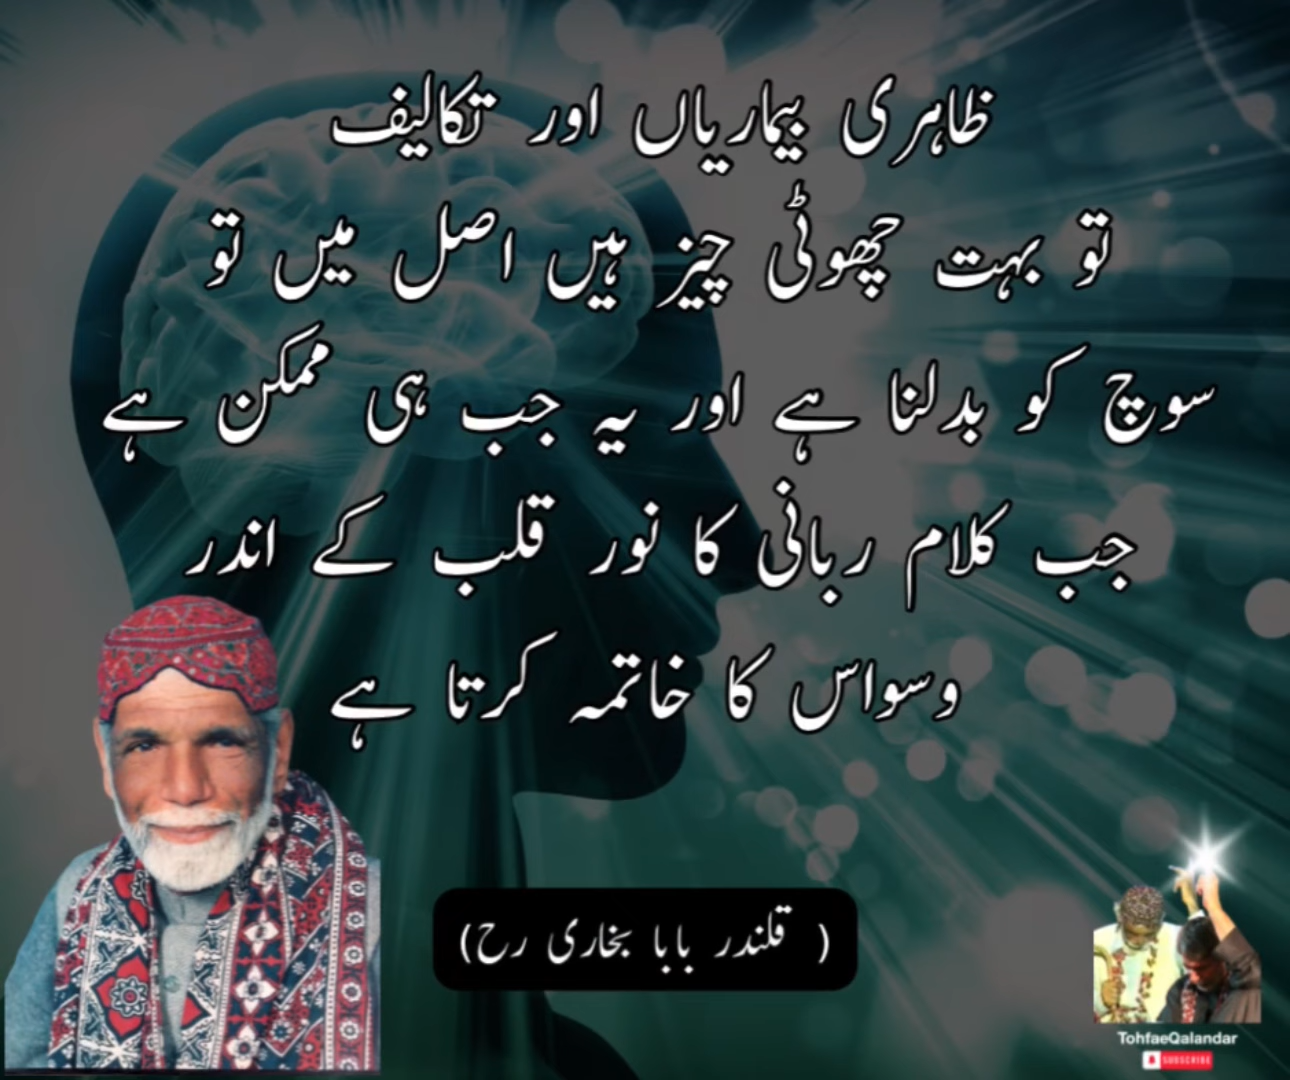 ظاہری بیماریاں اور تکالیف
تو بہت چھوٹی چیز ہیں اصل میں تو
سوچ کو بدلنا ہے اور یہ جب ہی ممکن ہے
جب کلام ربانی کا نور قلب کے اندر
وسواس کا خاتمہ کرتا ہے
( قلندر بابا بخاری رح)
TohfaeQalandar
SUBSCRIBE